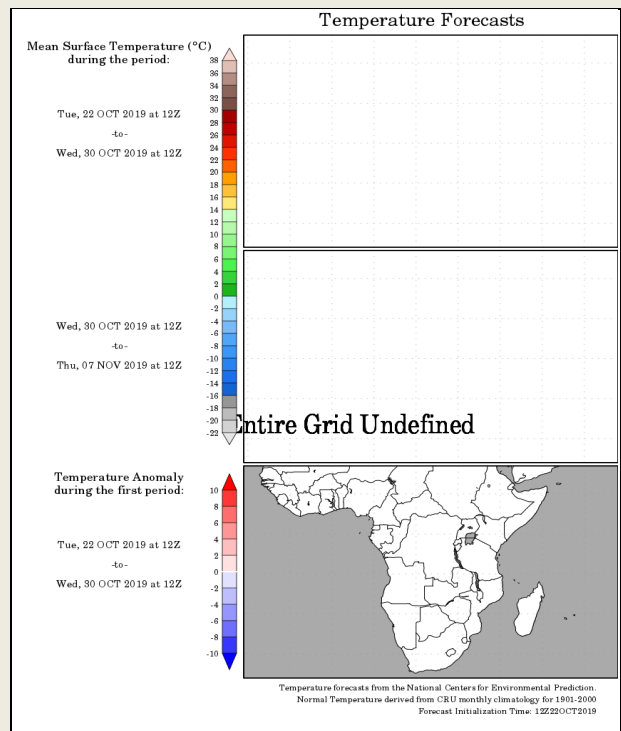 Temperature Forecasts
Mean Surface Temperature (°C)
during the period:
Tue, 22 OCT 2019 at 12Z
-to-
Wed, 30 OCT 2019 at 12Z
38
36
34
32
30
28
26
24
22
20
18
16
14
12
10
8
6
4
2
0
-2
-4
-6
-8
-10
-12
-14
-16
-18
-20
-22
Wed, 30 OCT 2019 at 12Z
-to-
Thu, 07 NOV 2019 at 12Z
Entire Grid Undefined
Temperature Anomaly
during the first period:
Tue, 22 OCT 2019 at 12Z
-to-
Wed, 30 OCT 2019 at 12Z
10
8
6
4
2
0
-2
-4
-6
-8
-10
Temperature forecasts from the National Centers for Environmental Prediction.
Normal Temperature derived from CRU monthly climatology for 1901-2000
Forecast Initialization Time: 12Z22OCT2019